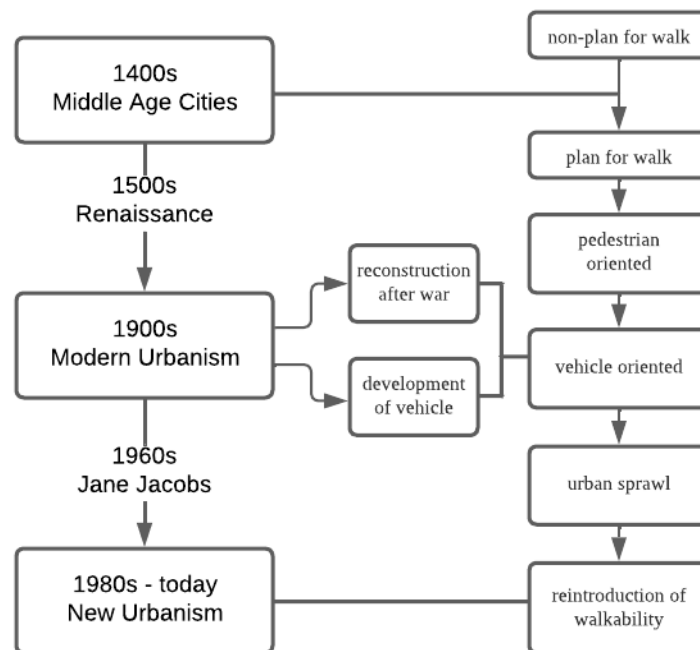 non-plan for walk
1400s
Middle Age Cities
plan for walk
1500s
Renaissance
pedestrian
oriented
reconstruction
after war
1900s
Modern Urbanism
vehicle oriented
development
of vehicle
1960s
Jane Jacobs
urban sprawl
1980s - today
New Urbanism
reintroduction of
walkability